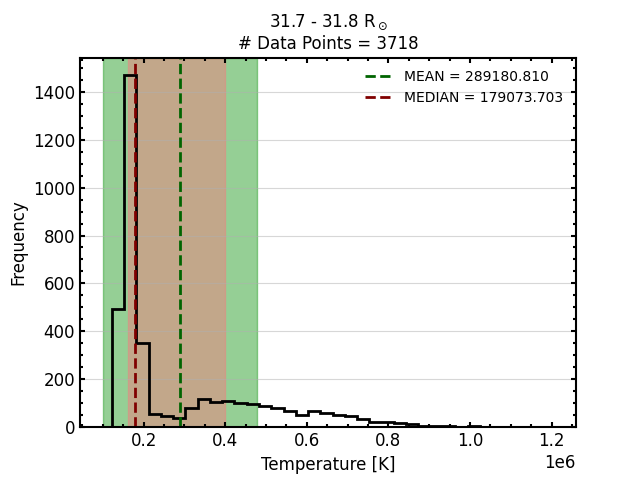 31.7 - 31.8 R⊙
# Data Points = 3718
MEAN = 289180.810
MEDIAN = 179073.703
Frequency
1400
1200
1000
800
600
400
200
0
0.2 0.4 0.6 0.8 1.0 1.2
1e6
Temperature [K]